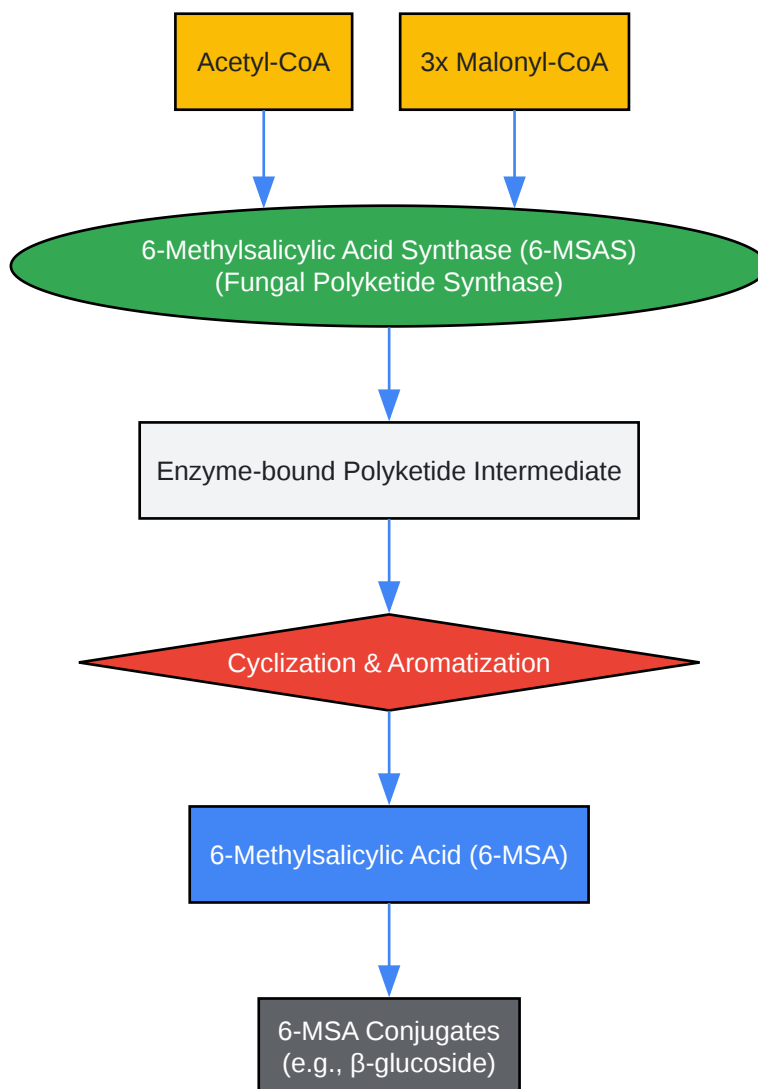 Acetyl-CoA
3x Malonyl-CoA
6-Methylsalicylic Acid Synthase (6-MSAS)
(Fungal Polyketide Synthase)
Enzyme-bound Polyketide Intermediate
Cyclization & Aromatization
6-Methylsalicylic Acid (6-MSA)
6-MSA Conjugates
(e.g., β-glucoside)